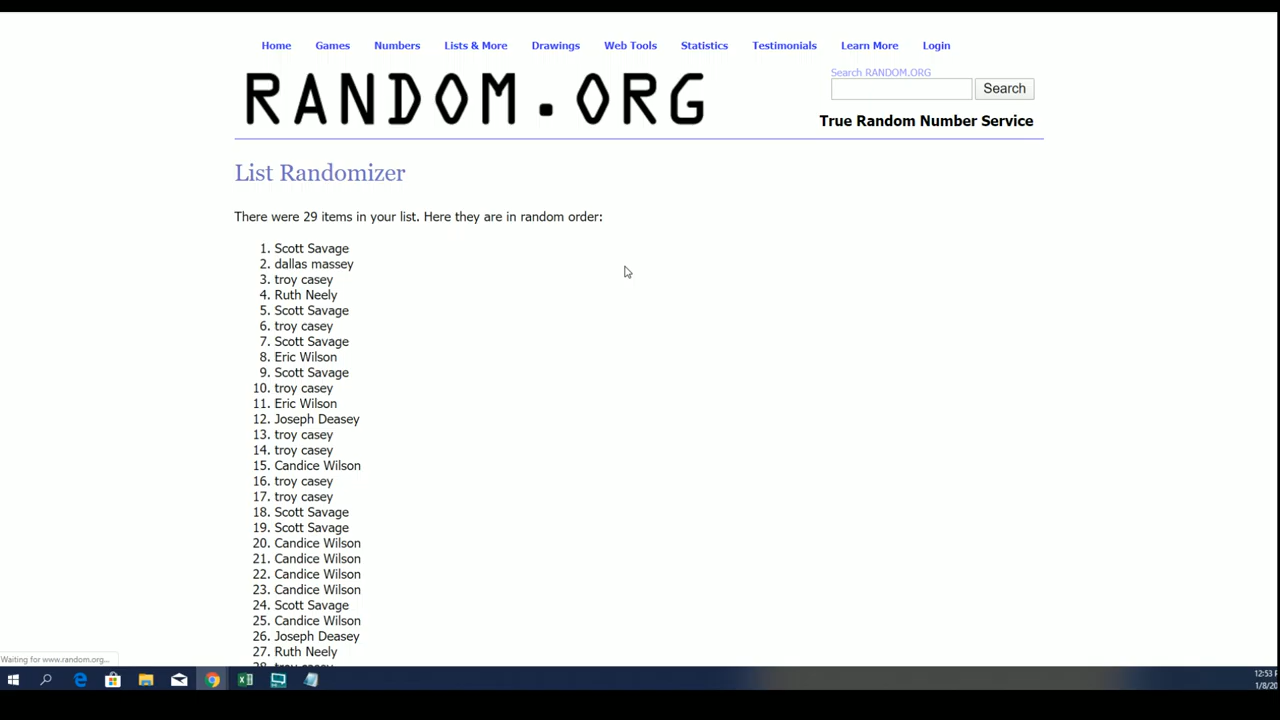 Home Games Numbers Lists & More Drawings Web Tools Statistics Testimonials Learn More Login
RANDOM.ORG
Search RANDOM.ORG
Search
True Random Number Service
List Randomizer
There were 29 items in your list. Here they are in random order:
1. Scott Savage
2. dallas massey
3. troy casey
4. Ruth Neely
5. Scott Savage
6. troy casey
7. Scott Savage
8. Eric Wilson
9. Scott Savage
10. troy casey
11. Eric Wilson
12. Joseph Deasey
13. troy casey
14. troy casey
15. Candice Wilson
16. troy casey
17. troy casey
18. Scott Savage
19. Scott Savage
20. Candice Wilson
21. Candice Wilson
22. Candice Wilson
23. Candice Wilson
24. Scott Savage
25. Candice Wilson
26. Joseph Deasey
27. Ruth Neely
28. troy casey
Waiting for www.random.org...
12:53
1/8/20